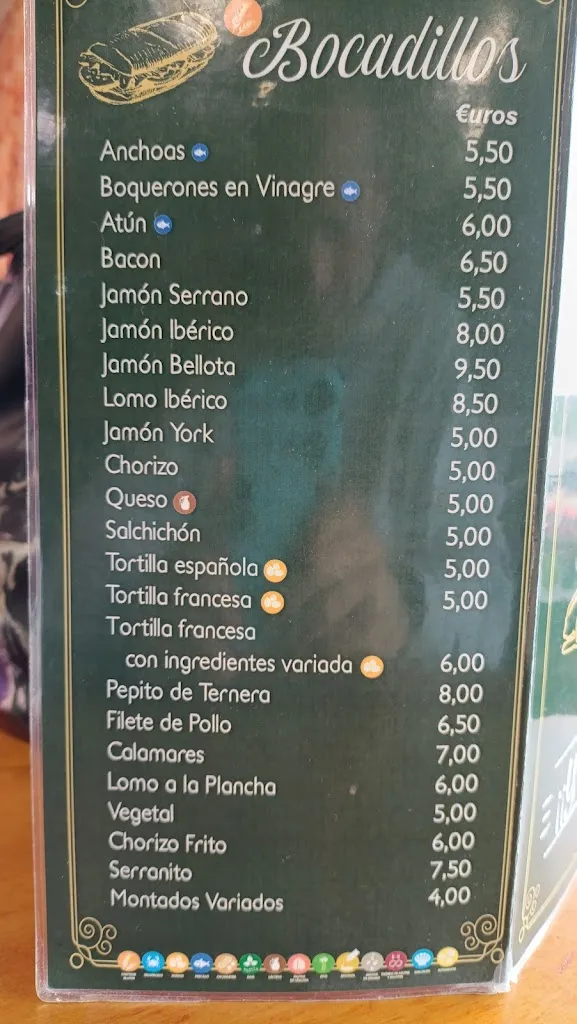 Bocadillos
€uros
Anchoas 5,50
Boquerones en Vinagre 5,50
Atún 6,00
Bacon 6,50
Jamón Serrano 5,50
Jamón Ibérico 8,00
Jamón Bellota 9,50
Lomo Ibérico 8,50
Jamón York 5,00
Chorizo 5,00
Queso 5,00
Salchichón 5,00
Tortilla española 5,00
Tortilla francesa 5,00
Tortilla francesa
con ingredientes variada 6,00
Pepito de Ternera 8,00
Filete de Pollo 6,50
Calamares 7,00
Lomo a la Plancha 6,00
Vegetal 5,00
Chorizo Frito 6,00
Serranito 7,50
Montados Variados 4,00